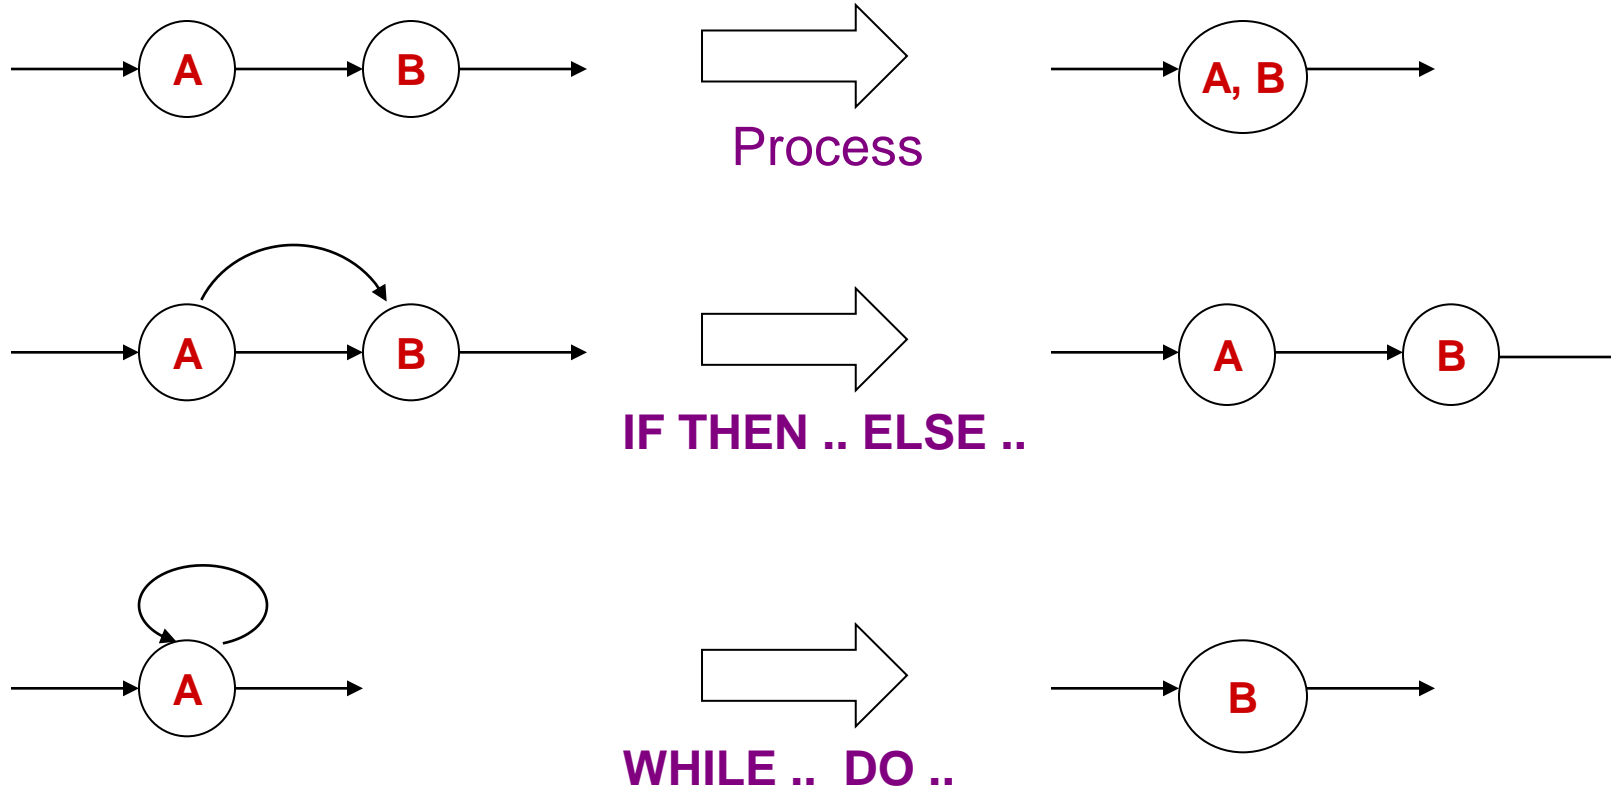 A B A, B
Process
A B A B
IF THEN .. ELSE ..
A B
WHILE .. DO ..